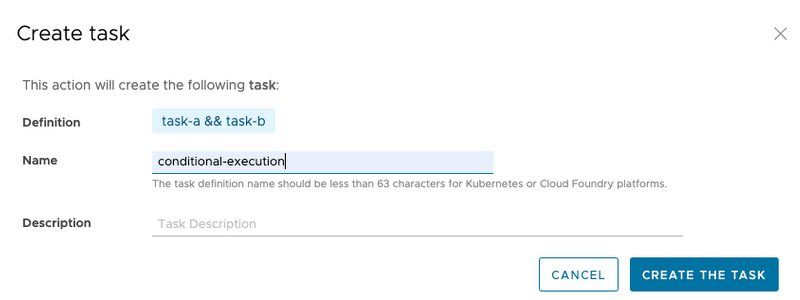 Create task
This action will create the following task:
Definition
task-a && task-b
Name
conditional-execution
The task definition name should be less than 63 characters for Kubernetes or Cloud Foundry platforms.
Description
Task Description
CANCEL
CREATE THE TASK